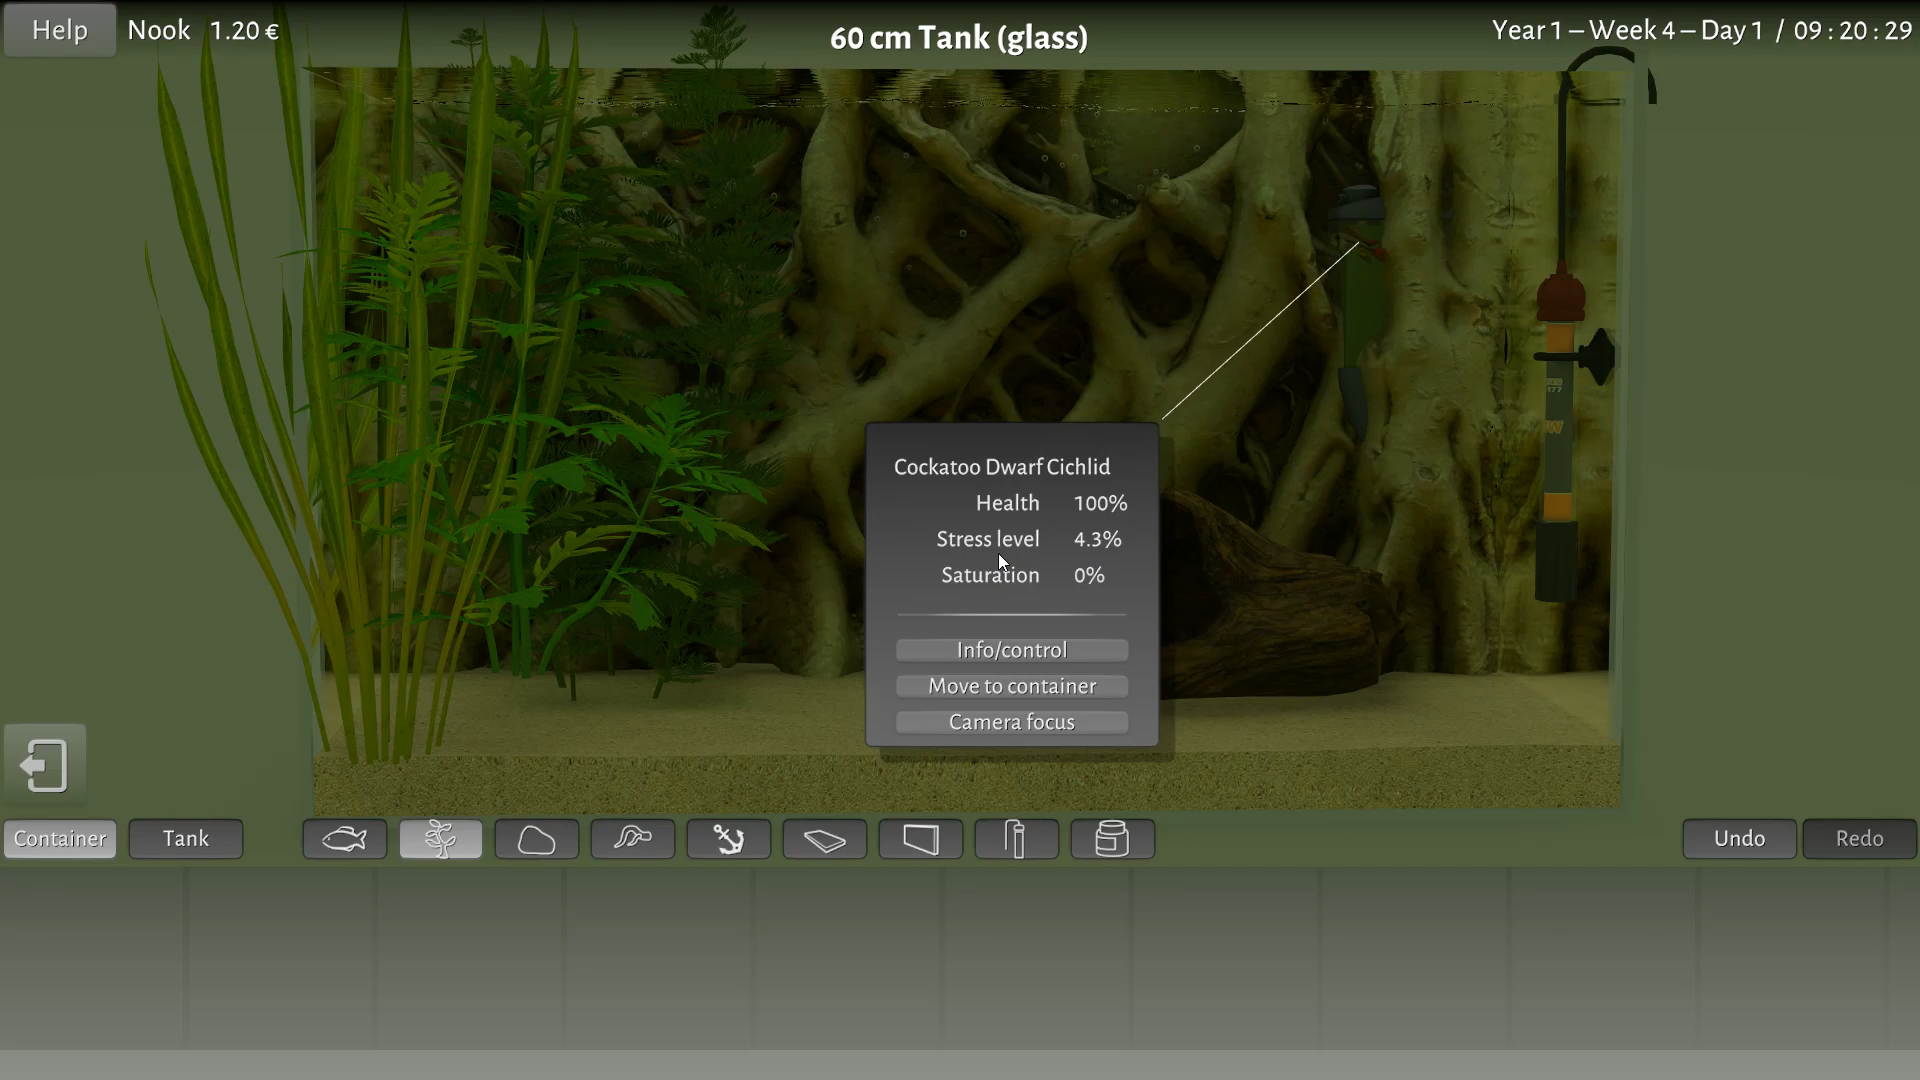 Help
Nook 1.20 €
60 cm Tank (glass)
Year 1 – Week 4 – Day 1 / 09 : 20 : 29
Cockatoo Dwarf Cichlid
Health 100%
Stress level 4.3%
Saturation 0%
Info/control
Move to container
Camera focus
Container
Tank
Undo
Redo